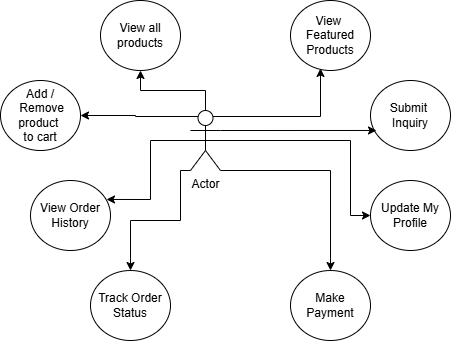 View all
products
View
Featured
Products
Add /
Remove
product
to cart
Submit
Inquiry
Actor
View Order
History
Update My
Profile
Track Order
Status
Make
Payment